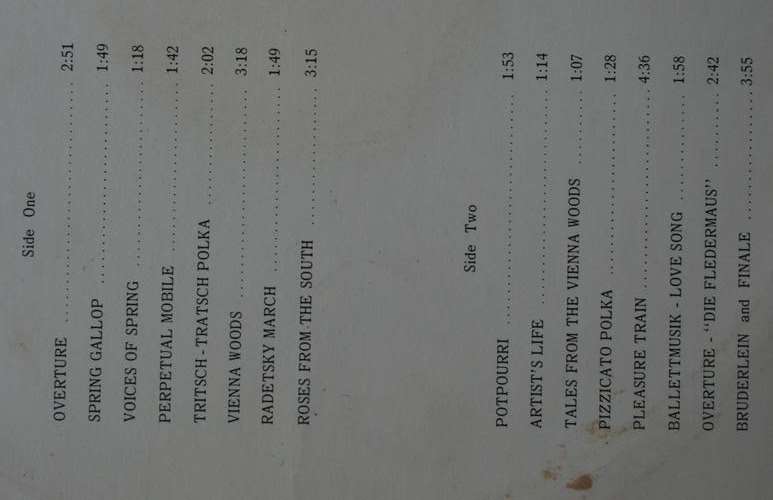 Side One
OVERTURE 2:51
SPRING GALLOP 1:49
VOICES OF SPRING 1:18
PERPETUAL MOBILE 1:42
TRITSCH-TRATSCH POLKA 2:02
VIENNA WOODS 3:18
RADETSKY MARCH 1:49
ROSES FROM THE SOUTH 3:15
Side Two
POTPOURRI 1:53
ARTIST'S LIFE 1:14
TALES FROM THE VIENNA WOODS 1:07
PIZZICATO POLKA 1:28
PLEASURE TRAIN 4:36
BALLETTMUSIK - LOVE SONG 1:58
OVERTURE - "DIE FLEDERMAUS" 2:42
BRUDERLEIN and FINALE 3:55